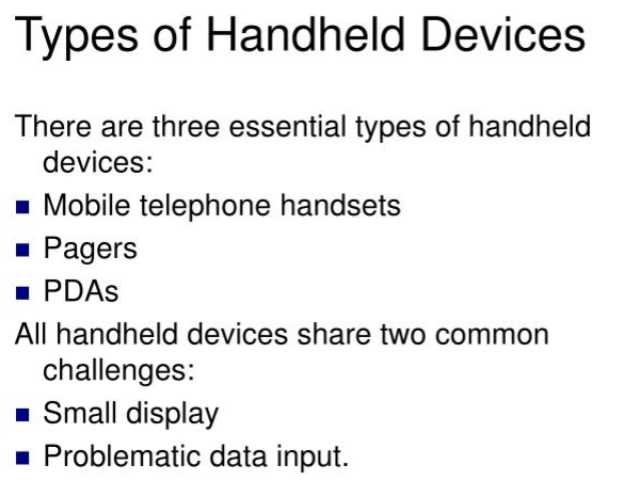 Types of Handheld Devices
There are three essential types of handheld
devices:
Mobile telephone handsets
Pagers
PDAs
All handheld devices share two common
challenges:
Small display
Problematic data input.